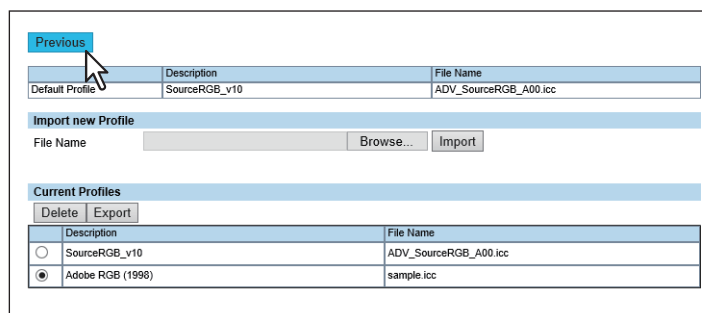 Previous
Description File Name
Default Profile SourceRGB_v10 ADV_SourceRGB_A00.icc
Import new Profile
File Name Browse... Import
Current Profiles
Delete Export
Description File Name
SourceRGB_v10 ADV_SourceRGB_A00.icc
Adobe RGB (1998) sample.icc